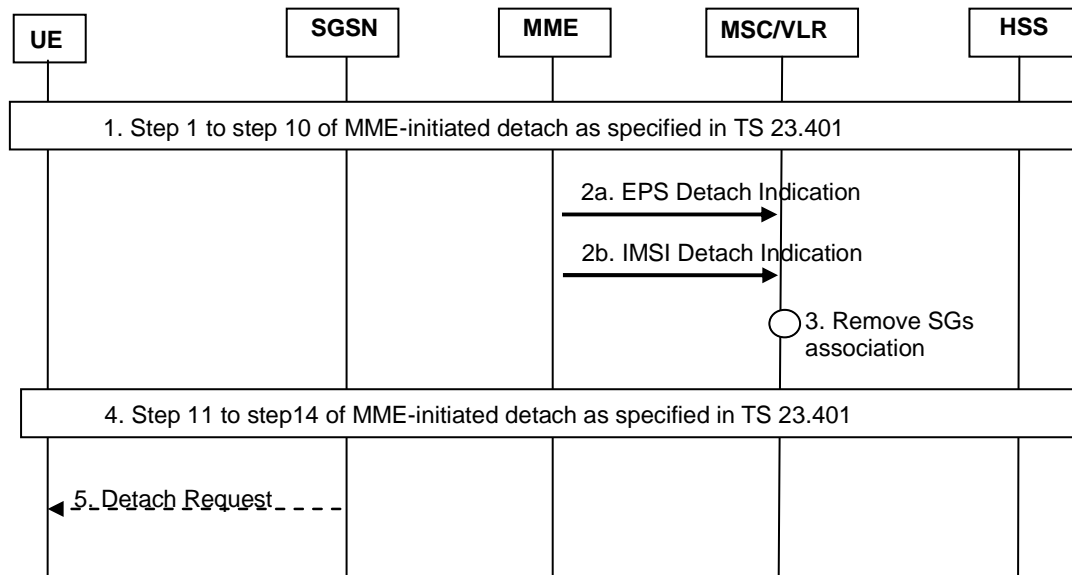 UE
SGSN
MME
MSC/VLR
HSS
1. Step 1 to step 10 of MME-initiated detach as specified in TS 23.401
2a. EPS Detach Indication
2b. IMSI Detach Indication
3. Remove SGs
association
4. Step 11 to step14 of MME-initiated detach as specified in TS 23.401
5. Detach Request